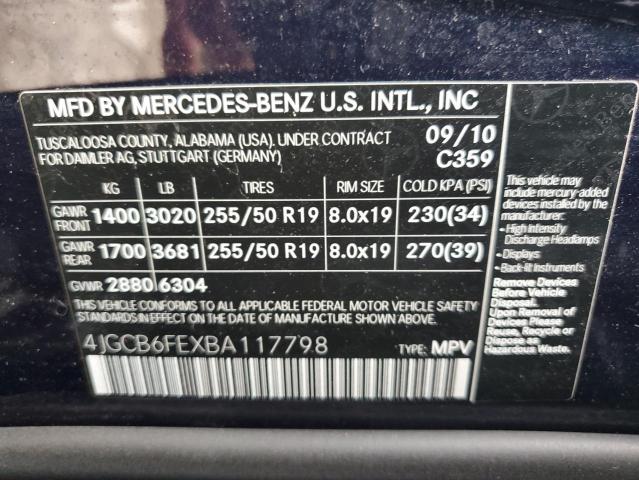 MFD BY MERCEDES-BENZ U.S. INTL., INC
TUSCALOOSA COUNTY, ALABAMA (USA). UNDER CONTRACT
FOR DAIMLER AG, STUTTGART (GERMANY)
09/10
C359
KG LB TIRES RIM SIZE COLD KPA (PSI)
GAWR FRONT 1400 3020 255/50 R19 8.0x19 230(34)
GAWR REAR 1700 3681 255/50 R19 8.0x19 270(39)
GVWR 2880 6304
THIS VEHICLE CONFORMS TO ALL APPLICABLE FEDERAL MOTOR VEHICLE SAFETY
STANDARDS IN EFFECT ON THE DATE OF MANUFACTURE SHOWN ABOVE.
4JGCB6FEXBA117798 TYPE: MPV
This vehicle may
include mercury-added
devices installed by the
manufacturer:
• High Intensity
Discharge Headlamps
• Displays
• Back-lit Instruments
Remove Devices
Before Vehicle
Disposal.
Upon Removal of
Devices Please
Reuse, Recycle or
Dispose as
Hazardous Waste.